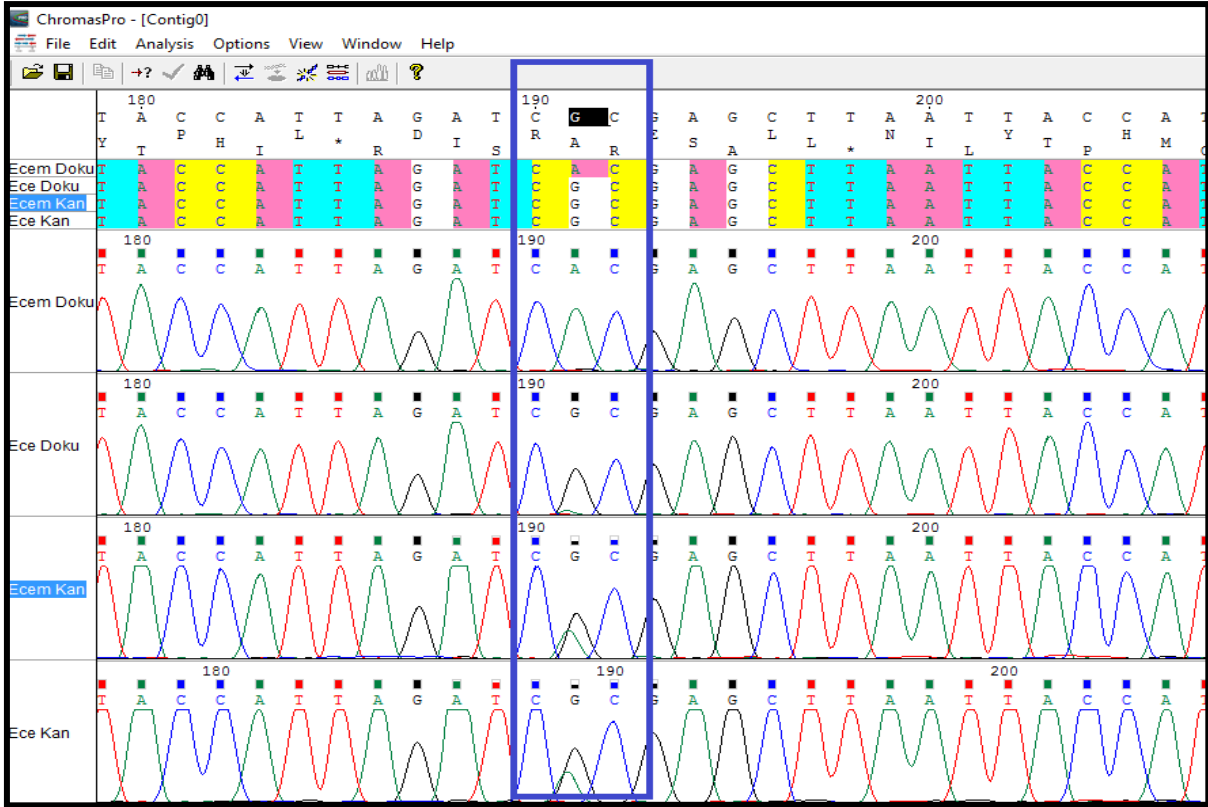 ChromasPro - [Contig0]
File Edit Analysis Options View Window Help
180 190 200
T A C C A T T A G A T C G C G A G C T T A A T T A C C A T
P L D R E L N Y H
H * I A S L I T M
Y T I R S R A * L P
Ecem Doku T A C C A T T A G A T C A C G A G C T T A A T T A C C A T
Ece Doku T A C C A T T A G A T C G C G A G C T T A A T T A C C A T
Ecem Kan T A C C A T T A G A T C G C G A G C T T A A T T A C C A T
Ece Kan T A C C A T T A G A T C G C G A G C T T A A T T A C C A T
180 190 200
T A C C A T T A G A T C A C G A G C T T A A T T A C C A T
Ecem Doku
180 190 200
T A C C A T T A G A T C G C G A G C T T A A T T A C C A T
Ece Doku
180 190 200
T A C C A T T A G A T C G C G A G C T T A A T T A C C A T
Ecem Kan
180 190 200
T A C C A T T A G A T C G C G A G C T T A A T T A C C A T
Ece Kan